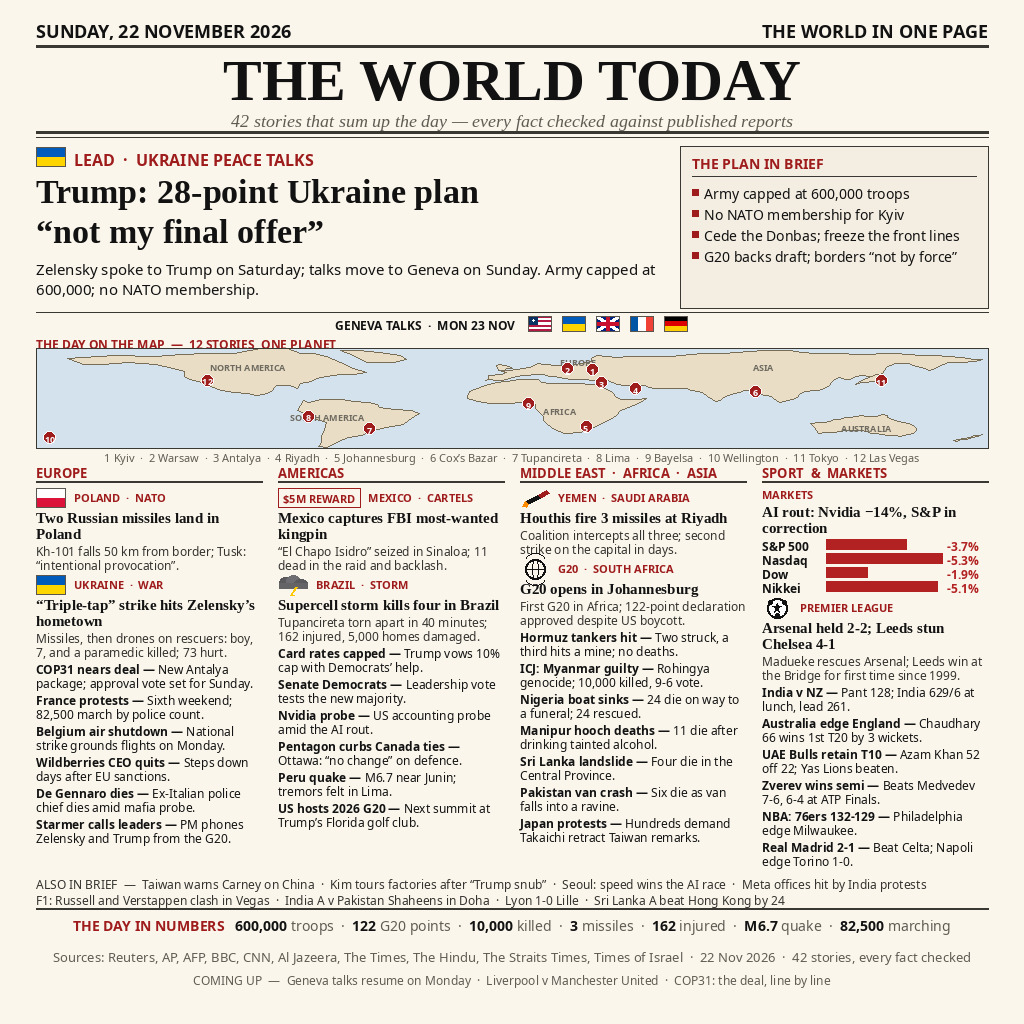 SUNDAY, 22 NOVEMBER 2026
THE WORLD IN ONE PAGE
THE WORLD TODAY
42 stories that sum up the day — every fact checked against published reports
LEAD · UKRAINE PEACE TALKS
Trump: 28-point Ukraine plan
“not my final offer”
Zelensky spoke to Trump on Saturday; talks move to Geneva on Sunday. Army capped at
600,000; no NATO membership.
THE PLAN IN BRIEF
Army capped at 600,000 troops
No NATO membership for Kyiv
Cede the Donbas; freeze the front lines
G20 backs draft; borders “not by force”
GENEVA TALKS · MON 23 NOV
THE DAY ON THE MAP — 12 STORIES, ONE PLANET
NORTH AMERICA
EUROPE
ASIA
SOUTH AMERICA
AFRICA
AUSTRALIA
12
2
1
3
4
6
11
8
9
7
5
10
1 Kyiv · 2 Warsaw · 3 Antalya · 4 Riyadh · 5 Johannesburg · 6 Cox’s Bazar · 7 Tupancireta · 8 Lima · 9 Bayelsa · 10 Wellington · 11 Tokyo · 12 Las Vegas
EUROPE
POLAND · NATO
Two Russian missiles land in
Poland
Kh-101 falls 50 km from border; Tusk:
“intentional provocation”.
UKRAINE · WAR
“Triple-tap” strike hits Zelensky’s
hometown
Missiles, then drones on rescuers: boy,
7, and a paramedic killed; 73 hurt.
COP31 nears deal — New Antalya
package; approval vote set for Sunday.
France protests — Sixth weekend;
82,500 march by police count.
Belgium air shutdown — National
strike grounds flights on Monday.
Wildberries CEO quits — Steps down
days after EU sanctions.
De Gennaro dies — Ex-Italian police
chief dies amid mafia probe.
Starmer calls leaders — PM phones
Zelensky and Trump from the G20.
AMERICAS
$5M REWARD
MEXICO · CARTELS
Mexico captures FBI most-wanted
kingpin
“El Chapo Isidro” seized in Sinaloa; 11
dead in the raid and backlash.
BRAZIL · STORM
Supercell storm kills four in Brazil
Tupancireta torn apart in 40 minutes;
162 injured, 5,000 homes damaged.
Card rates capped — Trump vows 10%
cap with Democrats’ help.
Senate Democrats — Leadership vote
tests the new majority.
Nvidia probe — US accounting probe
amid the AI rout.
Pentagon curbs Canada ties —
Ottawa: “no change” on defence.
Peru quake — M6.7 near Junin;
tremors felt in Lima.
US hosts 2026 G20 — Next summit at
Trump’s Florida golf club.
MIDDLE EAST · AFRICA · ASIA
YEMEN · SAUDI ARABIA
Houthis fire 3 missiles at Riyadh
Coalition intercepts all three; second
strike on the capital in days.
G20 · SOUTH AFRICA
G20 opens in Johannesburg
First G20 in Africa; 122-point declaration
approved despite US boycott.
Hormuz tankers hit — Two struck, a
third hits a mine; no deaths.
ICJ: Myanmar guilty — Rohingya
genocide; 10,000 killed, 9-6 vote.
Nigeria boat sinks — 24 die on way to
a funeral; 24 rescued.
Manipur hooch deaths — 11 die after
drinking tainted alcohol.
Sri Lanka landslide — Four die in the
Central Province.
Pakistan van crash — Six die as van
falls into a ravine.
Japan protests — Hundreds demand
Takaichi retract Taiwan remarks.
SPORT & MARKETS
MARKETS
AI rout: Nvidia −14%, S&P in
correction
S&P 500 -3.7%
Nasdaq -5.3%
Dow -1.9%
Nikkei -5.1%
PREMIER LEAGUE
Arsenal held 2-2; Leeds stun
Chelsea 4-1
Madueke rescues Arsenal; Leeds win at
the Bridge for first time since 1999.
India v NZ — Pant 128; India 629/6 at
lunch, lead 261.
Australia edge England — Chaudhary
66 wins 1st T20 by 3 wickets.
UAE Bulls retain T10 — Azam Khan 52
off 22; Yas Lions beaten.
Zverev wins semi — Beats Medvedev
7-6, 6-4 at ATP Finals.
NBA: 76ers 132-129 — Philadelphia
edge Milwaukee.
Real Madrid 2-1 — Beat Celta; Napoli
edge Torino 1-0.
ALSO IN BRIEF — Taiwan warns Carney on China · Kim tours factories after “Trump snub” · Seoul: speed wins the AI race · Meta offices hit by India protests
F1: Russell and Verstappen clash in Vegas · India A v Pakistan Shaheens in Doha · Lyon 1-0 Lille · Sri Lanka A beat Hong Kong by 24
THE DAY IN NUMBERS 600,000 troops · 122 G20 points · 10,000 killed · 3 missiles · 162 injured · M6.7 quake · 82,500 marching
Sources: Reuters, AP, AFP, BBC, CNN, Al Jazeera, The Times, The Hindu, The Straits Times, Times of Israel · 22 Nov 2026 · 42 stories, every fact checked
COMING UP — Geneva talks resume on Monday · Liverpool v Manchester United · COP31: the deal, line by line